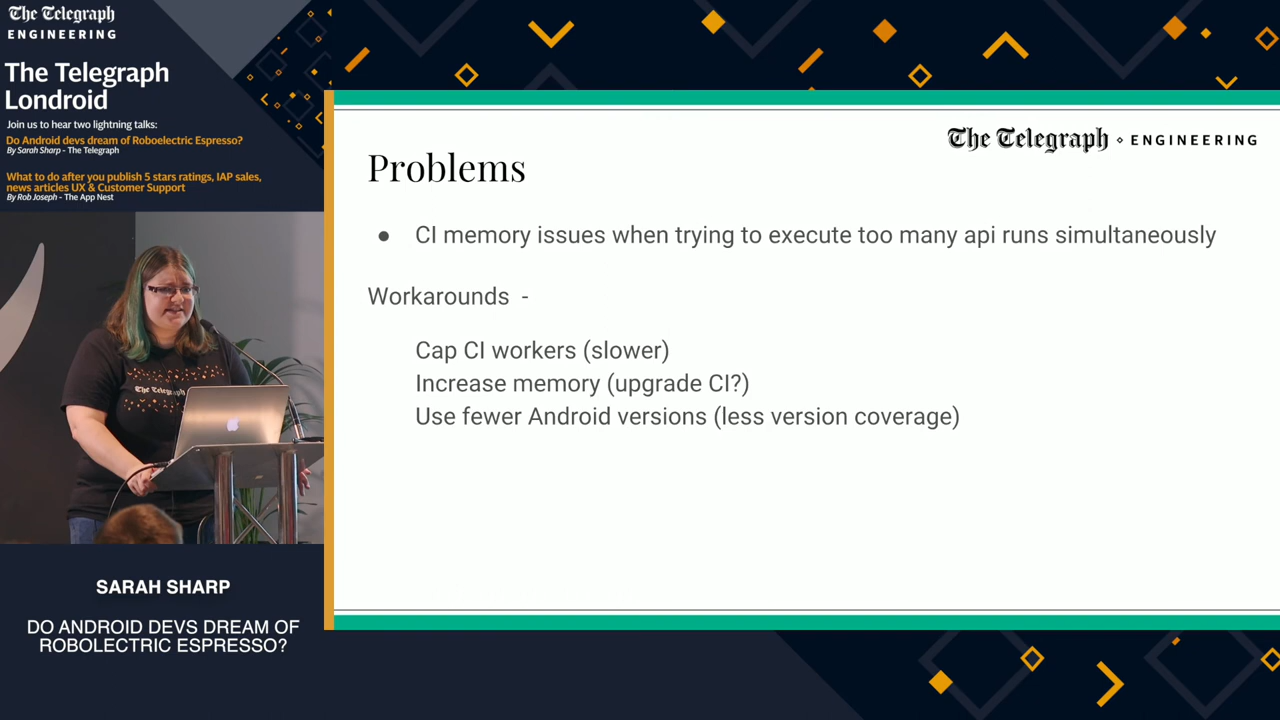 The Telegraph
ENGINEERING
The Telegraph
Londroid
Join us to hear two lightning talks:
Do Android devs dream of Roboelectric Espresso?
By Sarah Sharp - The Telegraph
What to do after you publish 5 stars ratings, IAP sales,
news articles UX & Customer Support
By Rob Joseph - The App Nest
The Telegraph
SARAH SHARP
DO ANDROID DEVS DREAM OF
ROBOLECTRIC ESPRESSO?
The Telegraph ENGINEERING
Problems
● CI memory issues when trying to execute too many api runs simultaneously
Workarounds -
Cap CI workers (slower)
Increase memory (upgrade CI?)
Use fewer Android versions (less version coverage)